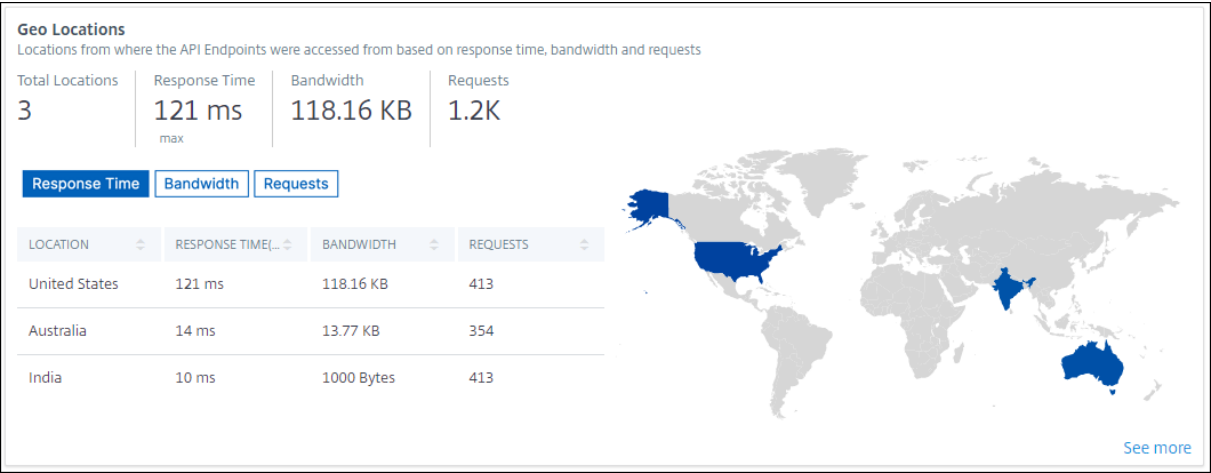 Geo Locations
Locations from where the API Endpoints were accessed from based on response time, bandwidth and requests
Total Locations Response Time Bandwidth Requests
3 121 ms 118.16 KB 1.2K
max
Response Time Bandwidth Requests
LOCATION RESPONSE TIME(... BANDWIDTH REQUESTS
United States 121 ms 118.16 KB 413
Australia 14 ms 13.77 KB 354
India 10 ms 1000 Bytes 413
See more